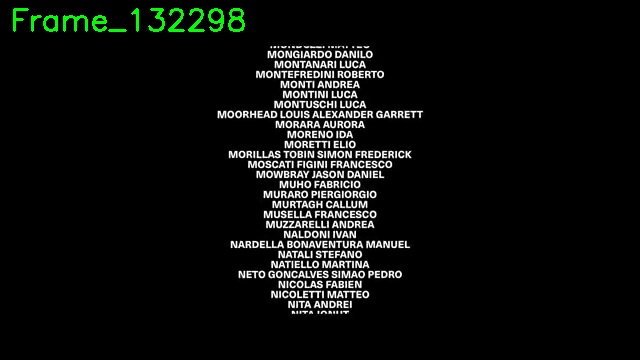 Frame_132298
MONGIARDO DANILO
MONTANARI LUCA
MONTEFREDINI ROBERTO
MONTI ANDREA
MONTINI LUCA
MONTUSCHI LUCA
MOORHEAD LOUIS ALEXANDER GARRETT
MORARA AURORA
MORENO IDA
MORETTI ELIO
MORILLAS TOBIN SIMON FREDERICK
MOSCATI FIGINI FRANCESCO
MOWBRAY JASON DANIEL
MUHO FABRICIO
MURARO PIERGIORGIO
MURTAGH CALLUM
MUSELLA FRANCESCO
MUZZARELLI ANDREA
NALDONI IVAN
NARDELLA BONAVENTURA MANUEL
NATALI STEFANO
NATIELLO MARTINA
NETO GONCALVES SIMAO PEDRO
NICOLAS FABIEN
NICOLETTI MATTEO
NITA ANDREI